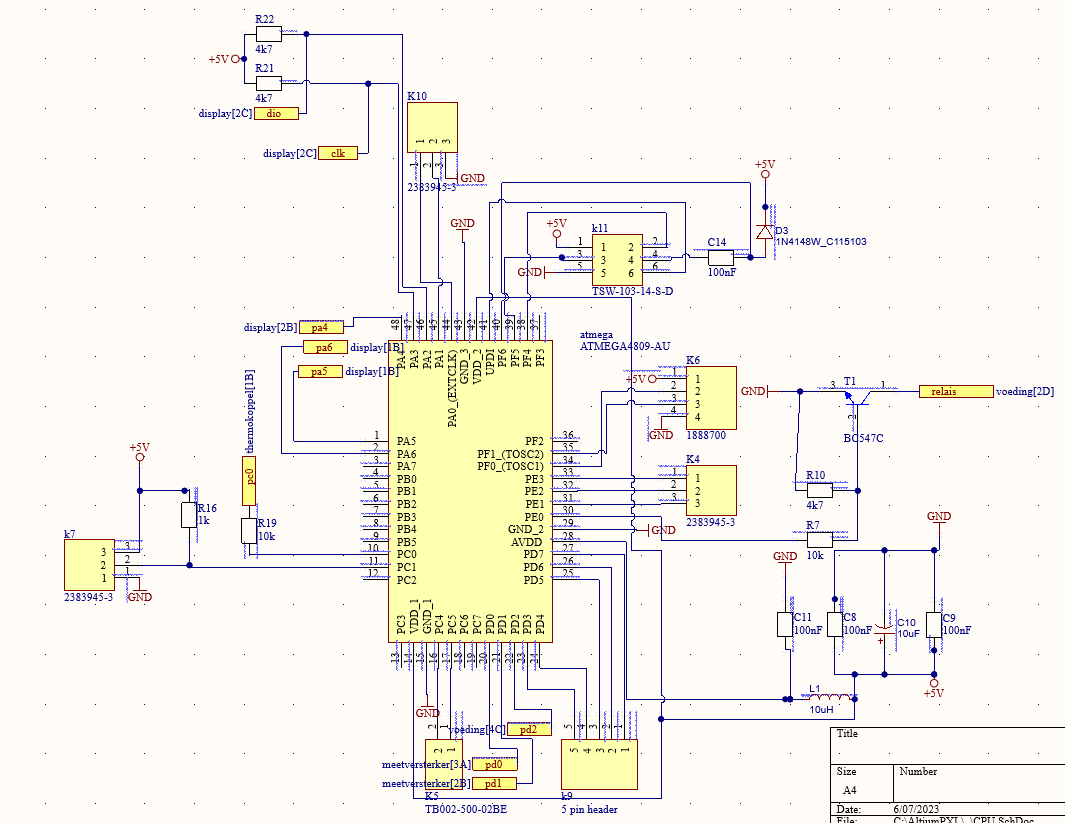 R22
4k7
+5V
R21
4k7
display[2C] dio
display[2C] clk
K10
1 2 3
1 2 3
GND
2383945-3
GND
+5V
D3
1N4148W_C115103
k11
+5V
1 1 2 2
3 3 4 4
5 5 6 6
GND
TSW-103-14-S-D
C14
100nF
display[2B] pa4
pa6 display[1B]
pa5 display[1B]
48 47 46 45 44 43 42 41 40 39 38 37
atmega
ATMEGA4809-AU
PA4
PA3
PA2
PA1
PA0_(EXTCLK)
GND_3
VDD_2
UPDI
PF6
PF5
PF4
PF3
1 PA5
2 PA6
3 PA7
4 PB0
5 PB1
6 PB2
7 PB3
8 PB4
9 PB5
10 PC0
11 PC1
12 PC2
PF2 36
PF1_(TOSC2) 35
PF0_(TOSC1) 34
PE3 33
PE2 32
PE1 31
PE0 30
GND_2 29
AVDD 28
PD7 27
PD6 26
PD5 25
PC3
VDD_1
GND_1
PC4
PC5
PC6
PC7
PD0
PD1
PD2
PD3
PD4
13 14 15 16 17 18 19 20 21 22 23 24
K6
+5V
1 1
2 2
3 3
4 4
GND
1888700
K4
1 1
2 2
3 3
2383945-3
GND
GND
3 T1 1
2
BC547C
relais voeding[2D]
R10
4k7
R7
10k
thermokoppel[1B]
pc0
R19
10k
+5V
R16
1k
k7
3 3
2 2
1 1
2383945-3
GND
GND
GND
C11
100nF
C8
100nF
C10
10uF
+
C9
100nF
+5V
L1
10uH
GND
voeding[4C] pd2
2 1
2 1
meetversterker[3A] pd0
meetversterker[2B] pd1
K5
TB002-500-02BE
5 4 3 2 1
5 4 3 2 1
k9
5 pin header
Title
Size Number
A4
Date: 6/07/2023
File: C:\AltiumPXL\..\CPU.SchDoc